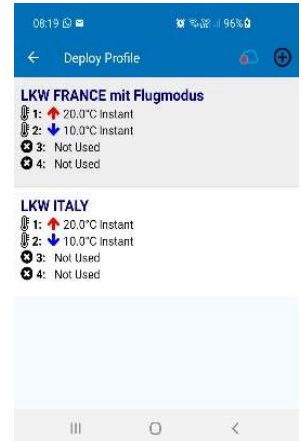 08:19
96%
Deploy Profile
LKW FRANCE mit Flugmodus
1: 20.0°C Instant
2: 10.0°C Instant
3: Not Used
4: Not Used
LKW ITALY
1: 20.0°C Instant
2: 10.0°C Instant
3: Not Used
4: Not Used